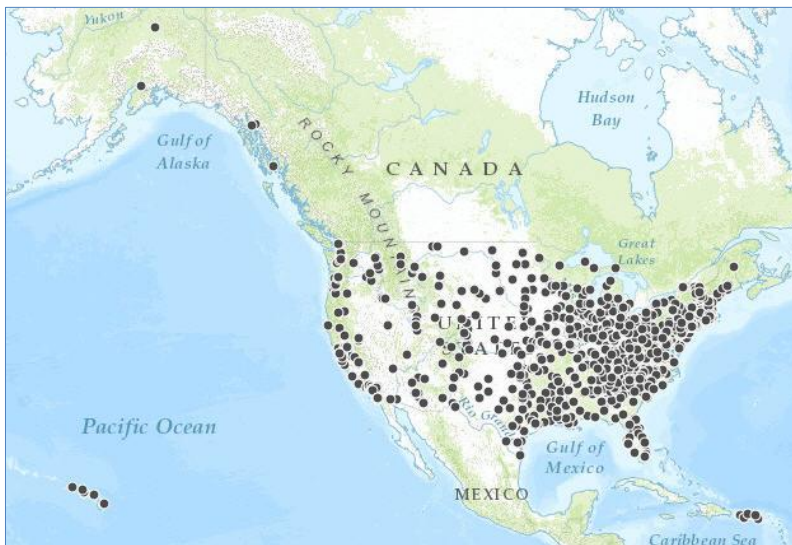 Yukon
Hudson
Bay
Gulf of
Alaska
ROCKY MOUNTAINS
CANADA
Great
Lakes
UNITED
STATES
Rio Grand
Pacific Ocean
Gulf of
Mexico
MEXICO
Caribbean Sea